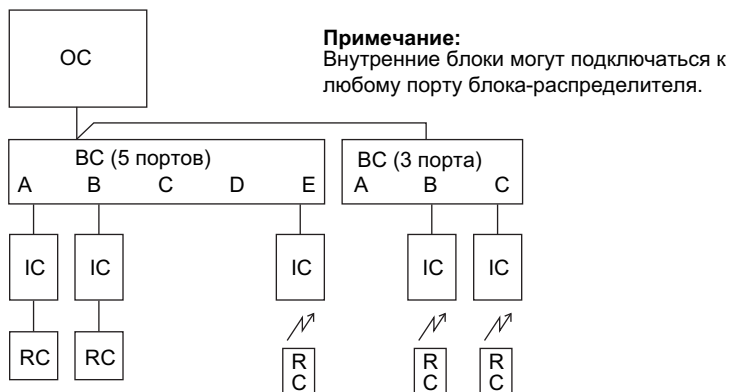 OC
Примечание:
Внутренние блоки могут подключаться к
любому порту блока-распределителя.
BC (5 портов)
A B C D E
BC (3 порта)
A B C
IC IC IC IC IC
RC RC
R
C
R
C
R
C